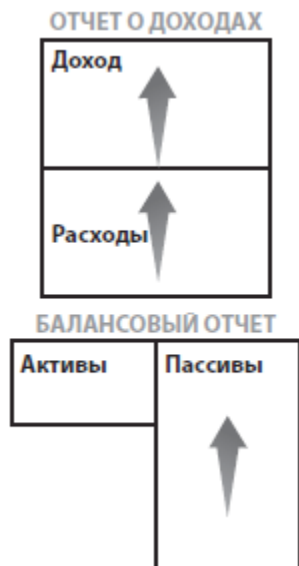 ОТЧЕТ О ДОХОДАХ
Доход
Расходы
БАЛАНСОВЫЙ ОТЧЕТ
Активы
Пассивы